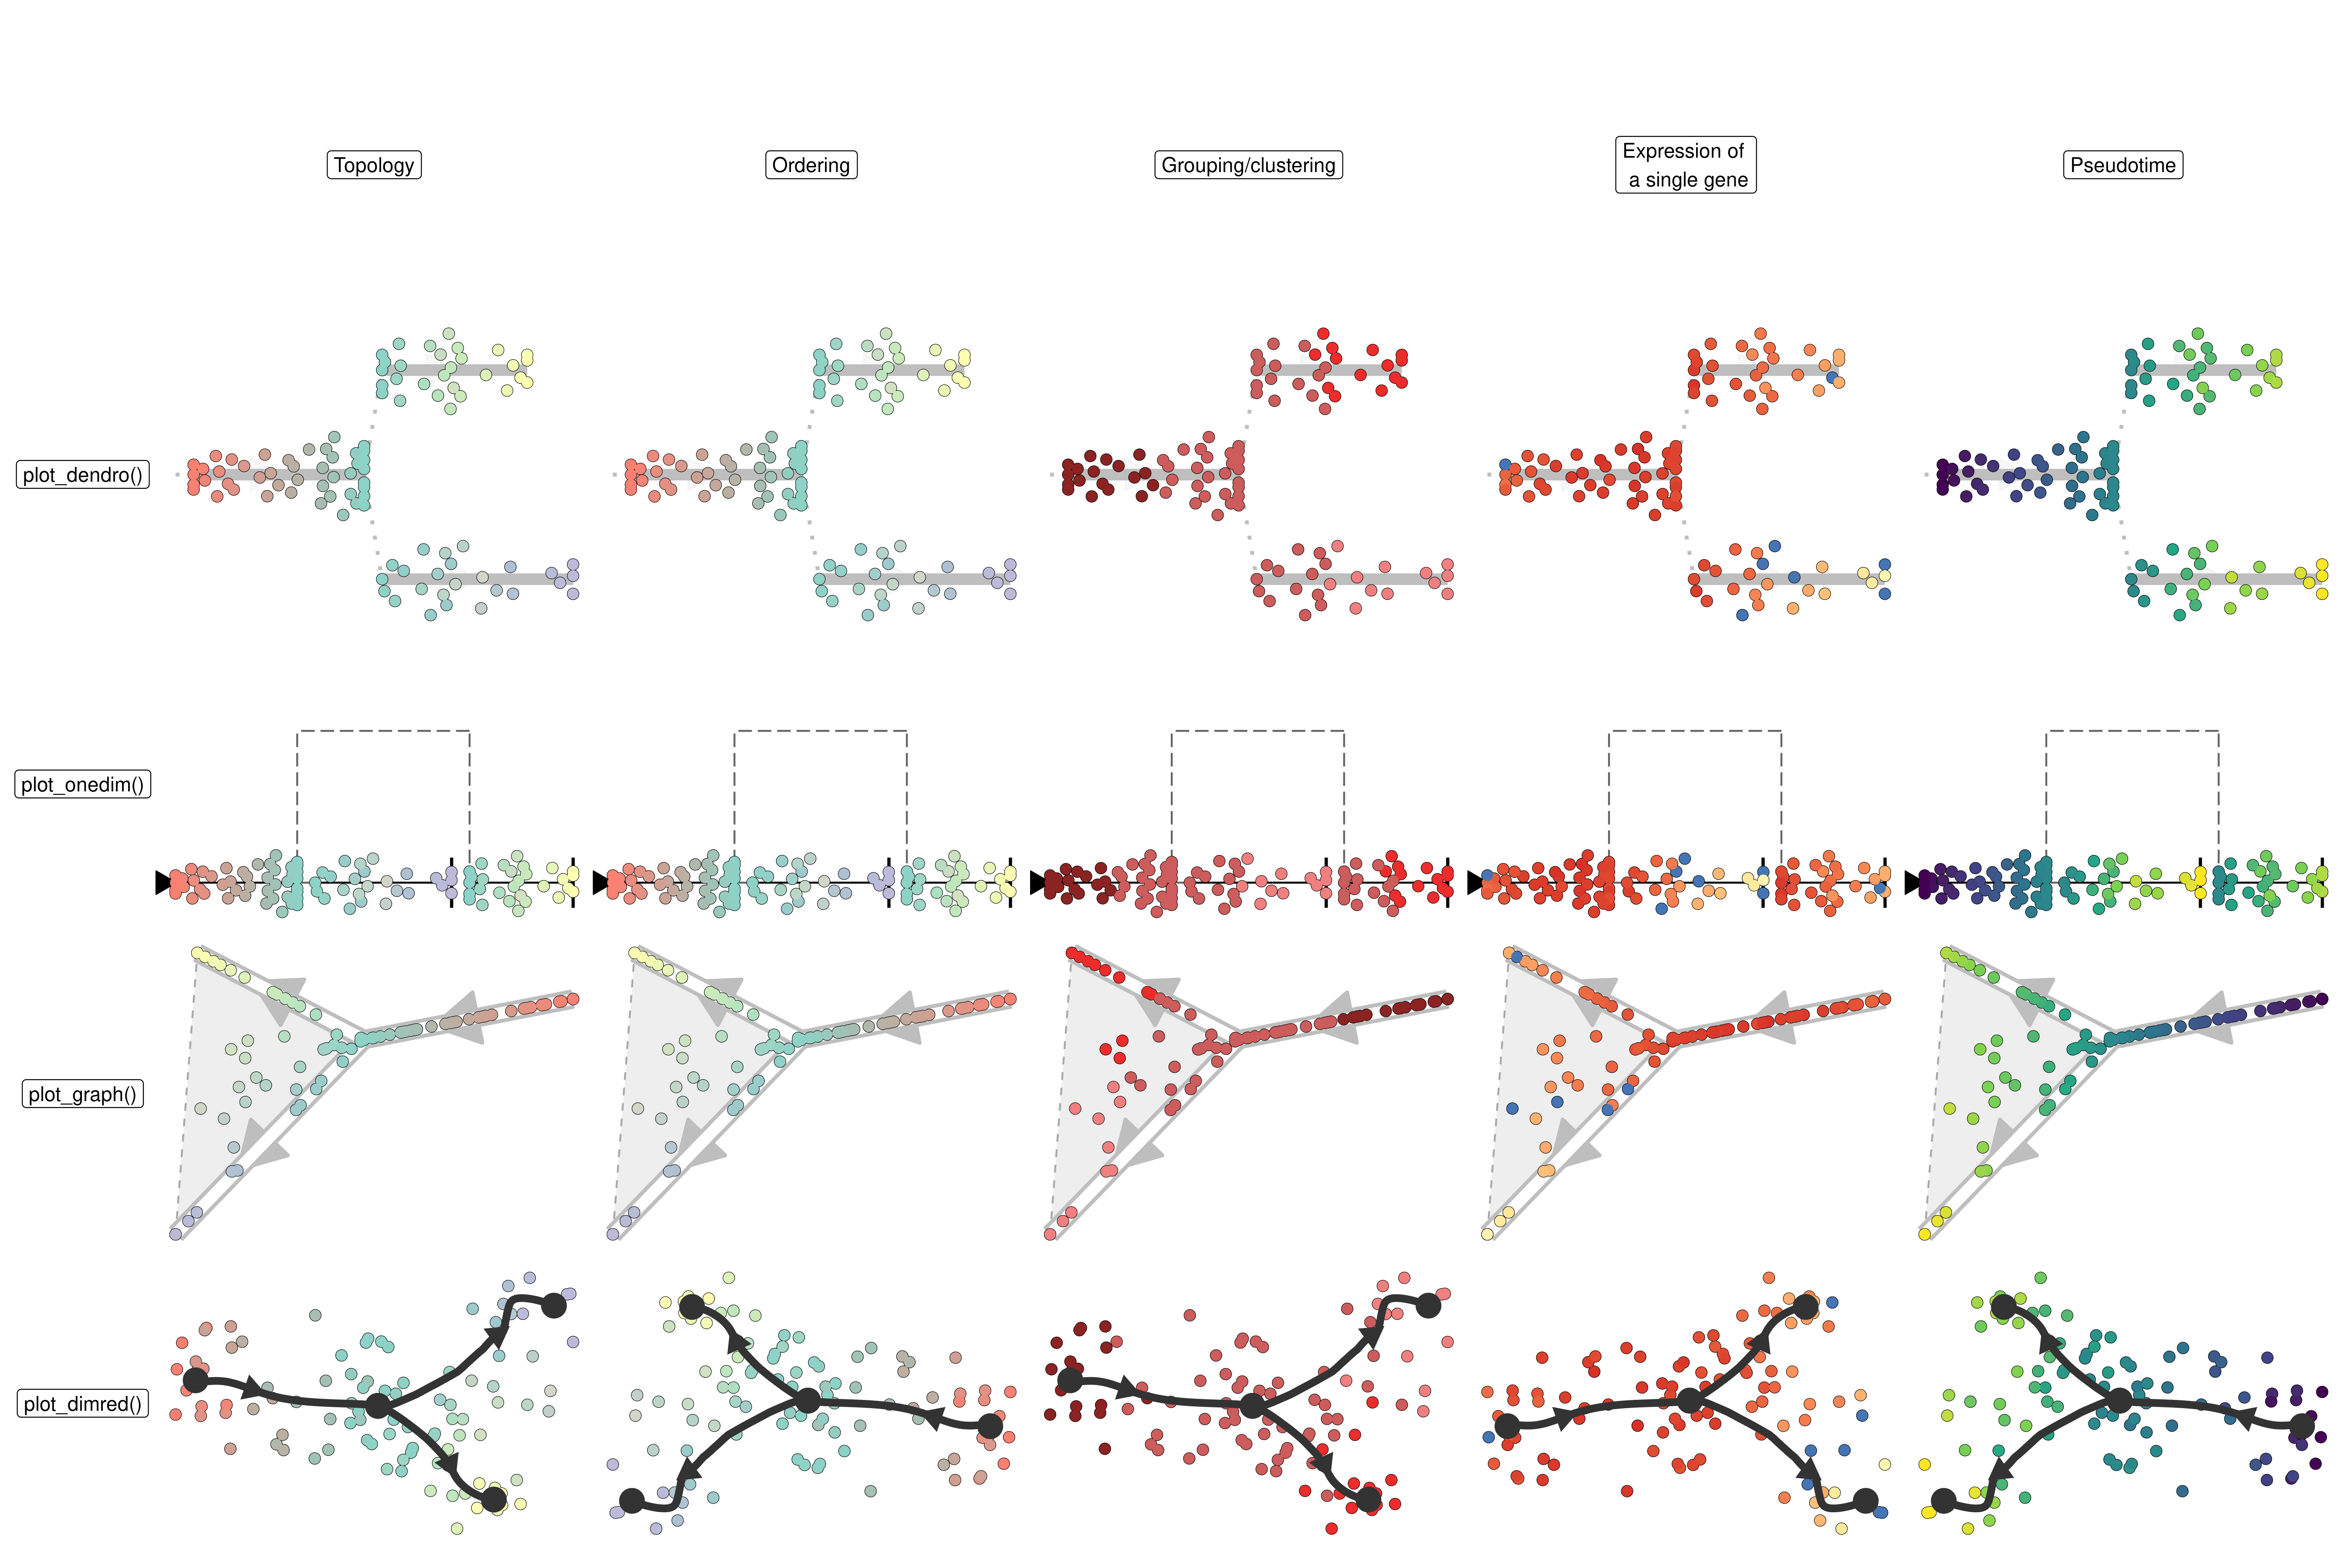 Topology
Ordering
Grouping/clustering
Expression of
a single gene
Pseudotime
plot_dendro()
plot_onedim()
plot_graph()
plot_dimred()